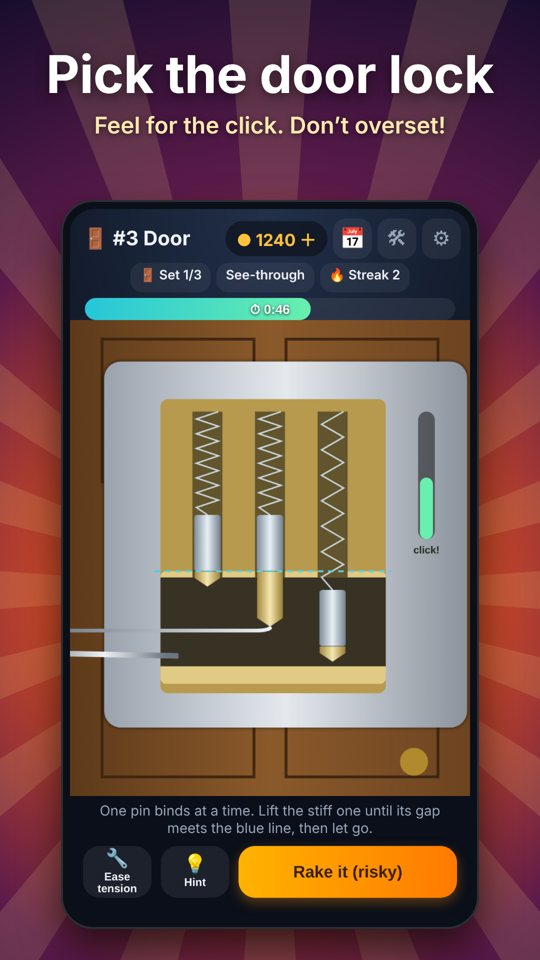 Pick the door lock
Feel for the click. Don’t overset!
🚪 #3 Door
1240 +
July
17
🚪 Set 1/3
See-through
🔥 Streak 2
⏱ 0:46
click!
One pin binds at a time. Lift the stiff one until its gap
meets the blue line, then let go.
Ease
tension
Hint
Rake it (risky)